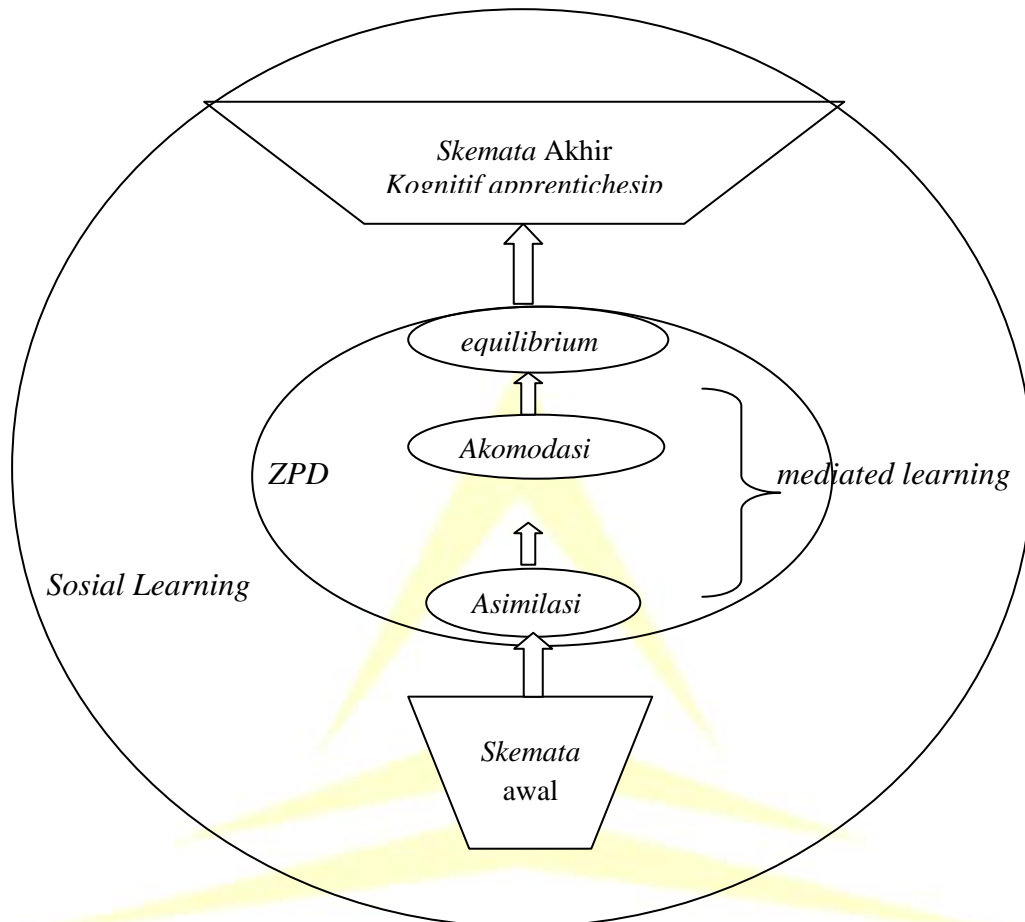 Skemata Akhir
Kognitif apprentichesip
equilibrium
Akomodasi
ZPD
mediated learning
Sosial Learning
Asimilasi
Skemata
awal